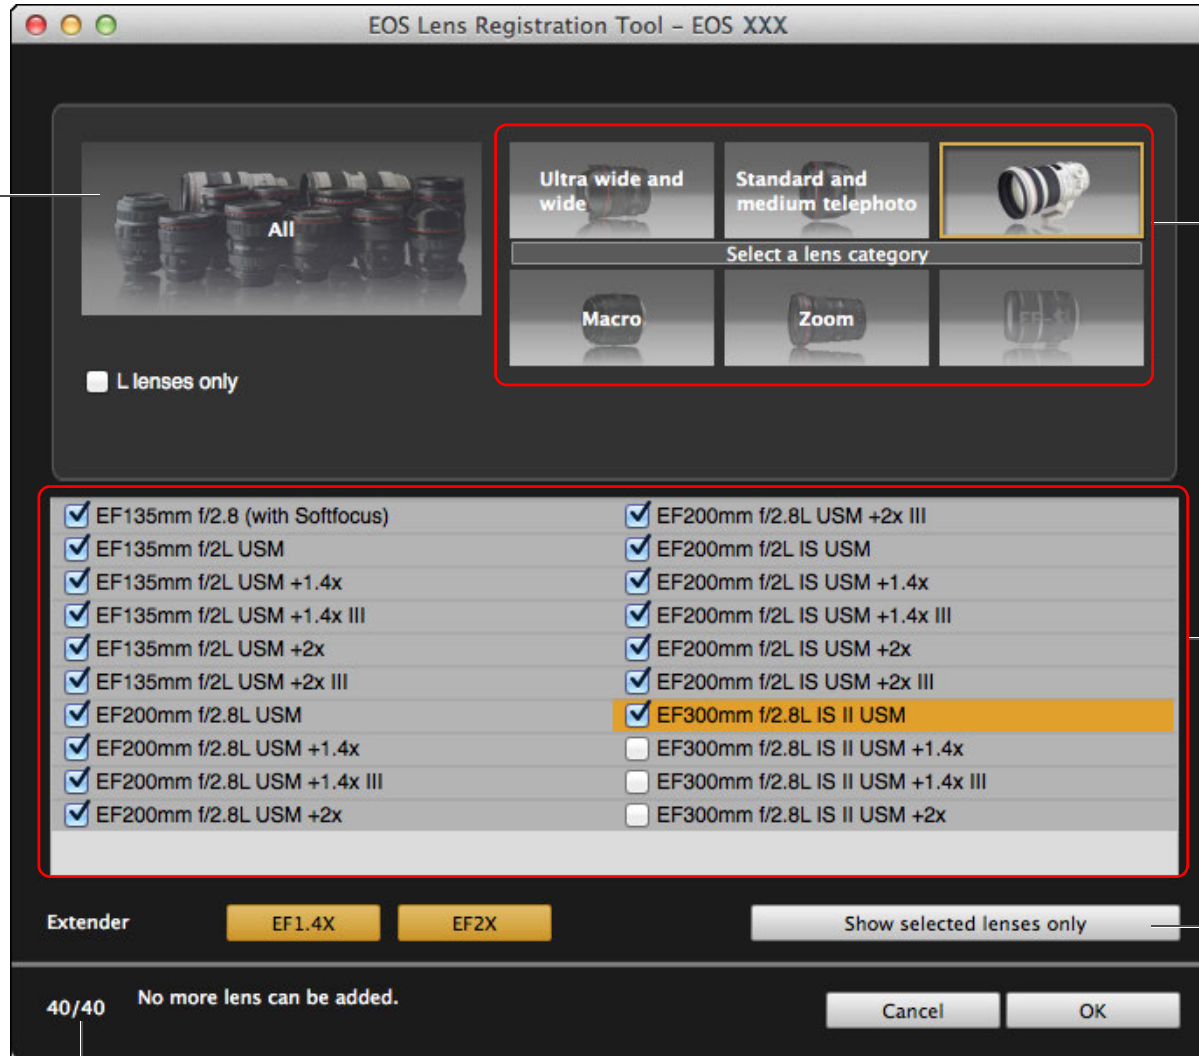 EOS Lens Registration Tool – EOS XXX
All
Ultra wide and
wide
Standard and
medium telephoto
Select a lens category
Macro
Zoom
EF-S
L lenses only
EF135mm f/2.8 (with Softfocus)
EF135mm f/2L USM
EF135mm f/2L USM +1.4x
EF135mm f/2L USM +1.4x III
EF135mm f/2L USM +2x
EF135mm f/2L USM +2x III
EF200mm f/2.8L USM
EF200mm f/2.8L USM +1.4x
EF200mm f/2.8L USM +1.4x III
EF200mm f/2.8L USM +2x
EF200mm f/2.8L USM +2x III
EF200mm f/2L IS USM
EF200mm f/2L IS USM +1.4x
EF200mm f/2L IS USM +1.4x III
EF200mm f/2L IS USM +2x
EF200mm f/2L IS USM +2x III
EF300mm f/2.8L IS II USM
EF300mm f/2.8L IS II USM +1.4x
EF300mm f/2.8L IS II USM +1.4x III
EF300mm f/2.8L IS II USM +2x
Extender
EF1.4X
EF2X
Show selected lenses only
40/40
No more lens can be added.
Cancel
OK